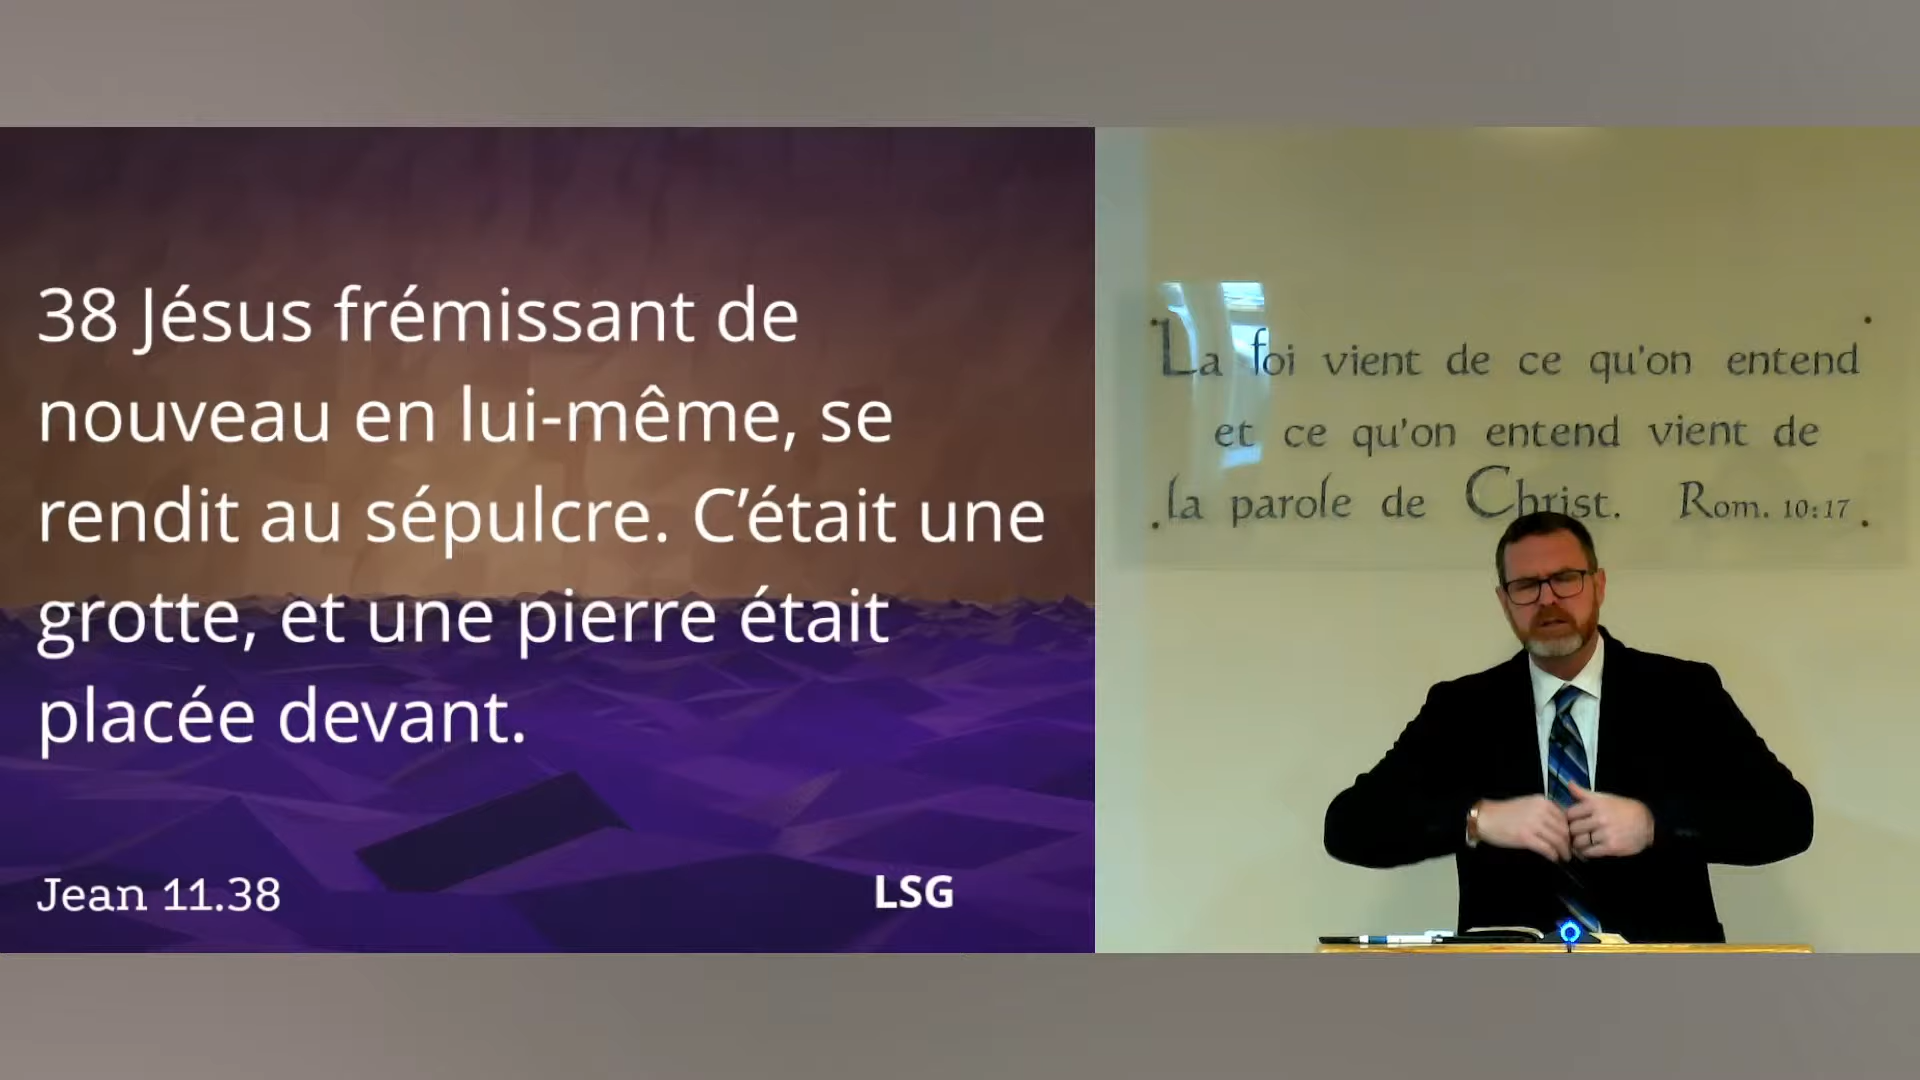 38 Jésus frémissant de
nouveau en lui-même, se
rendit au sépulcre. C’était une
grotte, et une pierre était
placée devant.
Jean 11.38
LSG
La foi vient de ce qu'on entend
et ce qu'on entend vient de
la parole de Christ. Rom. 10:17